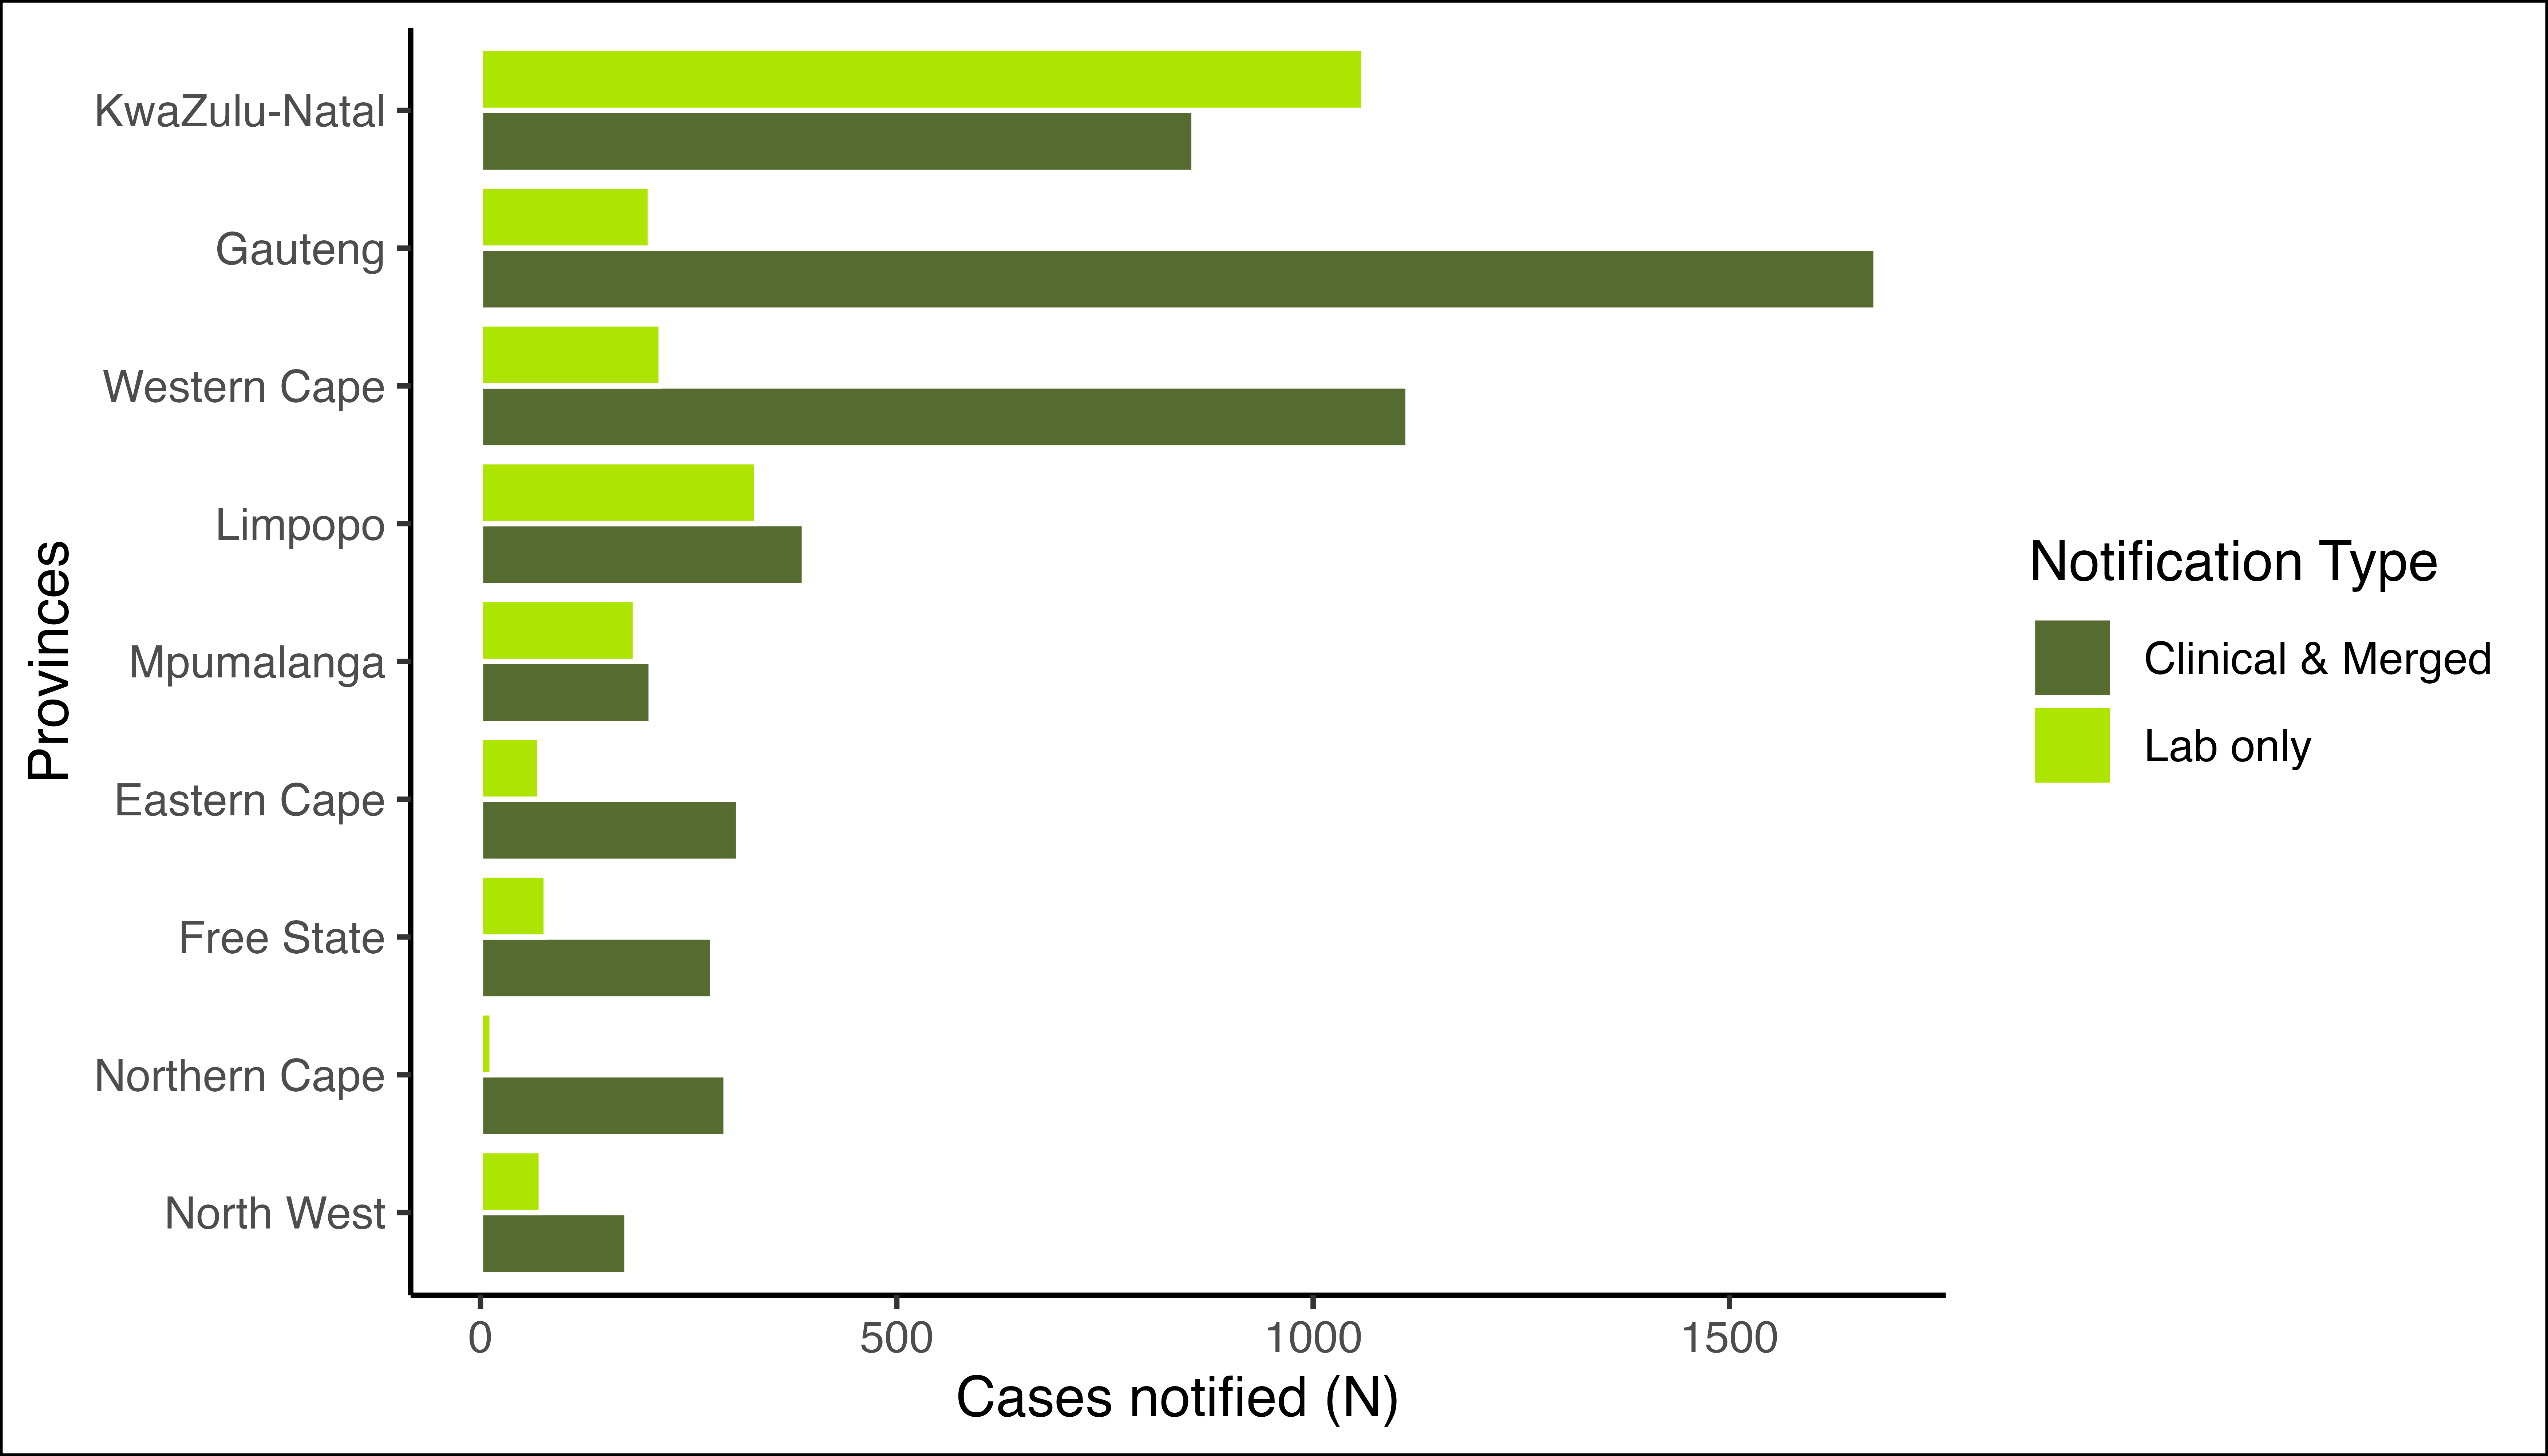 KwaZulu-Natal
Gauteng
Western Cape
Limpopo
Mpumalanga
Eastern Cape
Free State
Northern Cape
North West
Provinces
0 500 1000 1500
Cases notified (N)
Notification Type
Clinical & Merged
Lab only